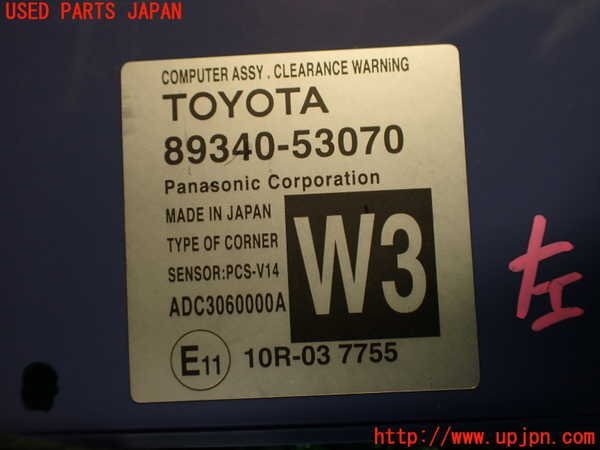 USED PARTS JAPAN
COMPUTER ASSY . CLEARANCE WARNiNG
TOYOTA
89340-53070
Panasonic Corporation
MADE IN JAPAN
TYPE OF CORNER
SENSOR:PCS-V14
ADC3060000A
W3
E11 10R-03 7755
左
http://www.upjpn.com/